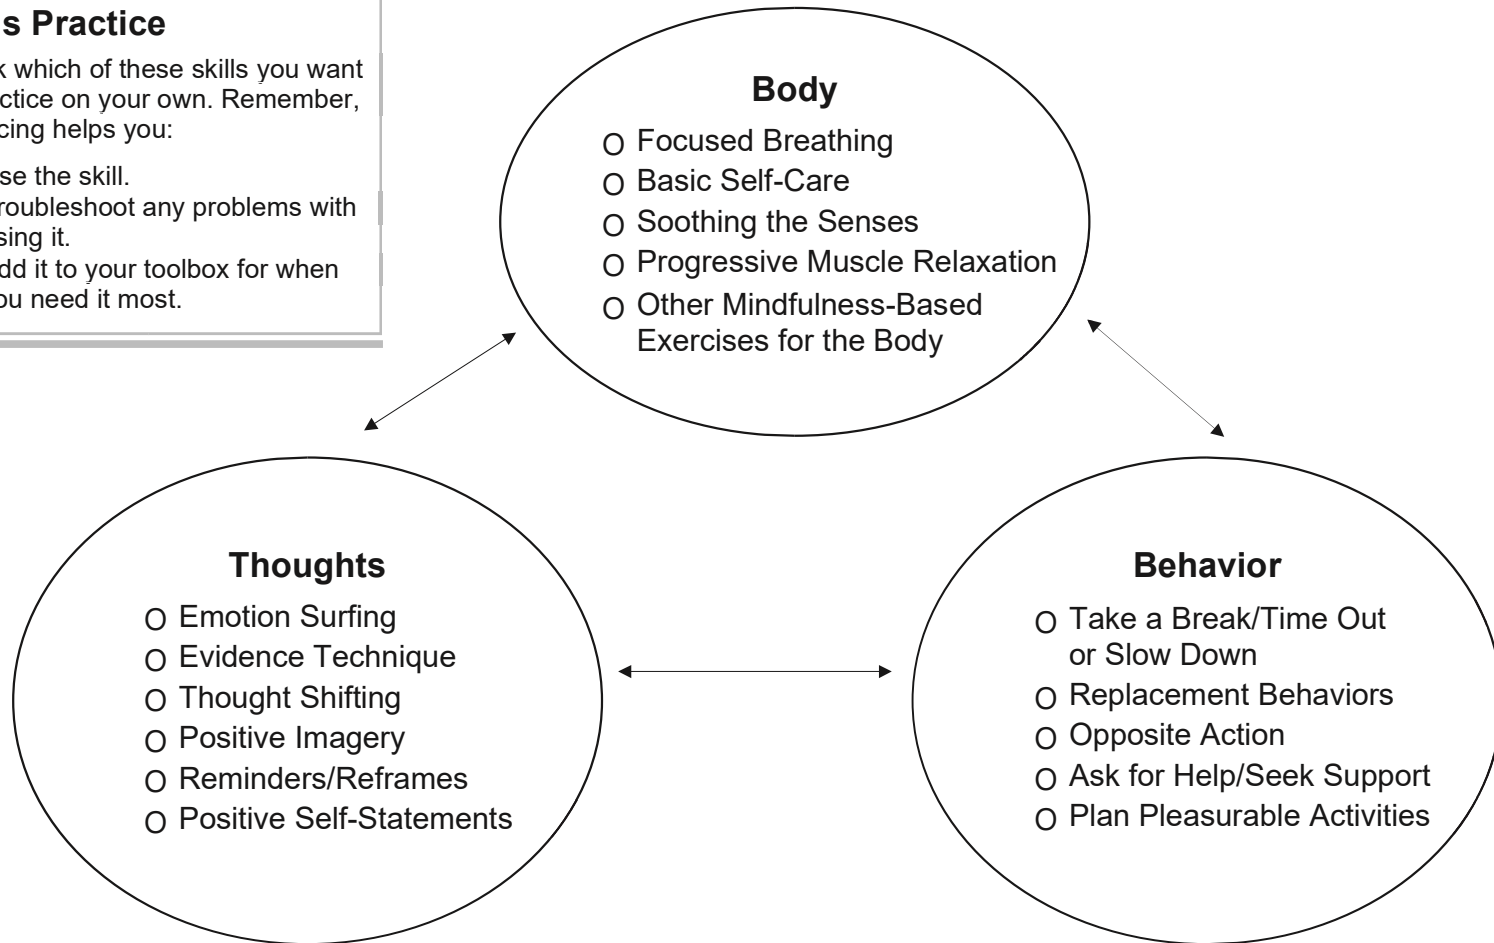 s Practice
k which of these skills you want
ctice on your own. Remember,
cing helps you:
se the skill.
roubleshoot any problems with
sing it.
dd it to your toolbox for when
ou need it most.
Body
O Focused Breathing
O Basic Self-Care
O Soothing the Senses
O Progressive Muscle Relaxation
O Other Mindfulness-Based
Exercises for the Body
Thoughts
O Emotion Surfing
O Evidence Technique
O Thought Shifting
O Positive Imagery
O Reminders/Reframes
O Positive Self-Statements
Behavior
O Take a Break/Time Out
or Slow Down
O Replacement Behaviors
O Opposite Action
O Ask for Help/Seek Support
O Plan Pleasurable Activities